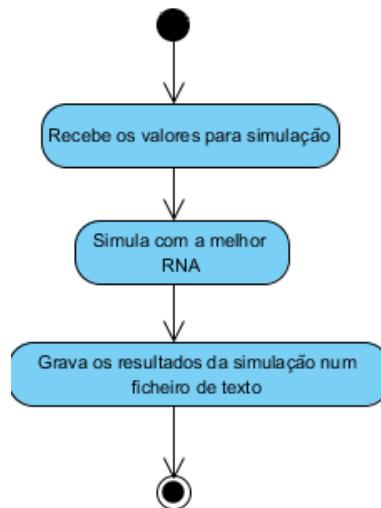 Recebe os valores para simulação
Simula com a melhor
RNA
Grava os resultados da simulação num
ficheiro de texto